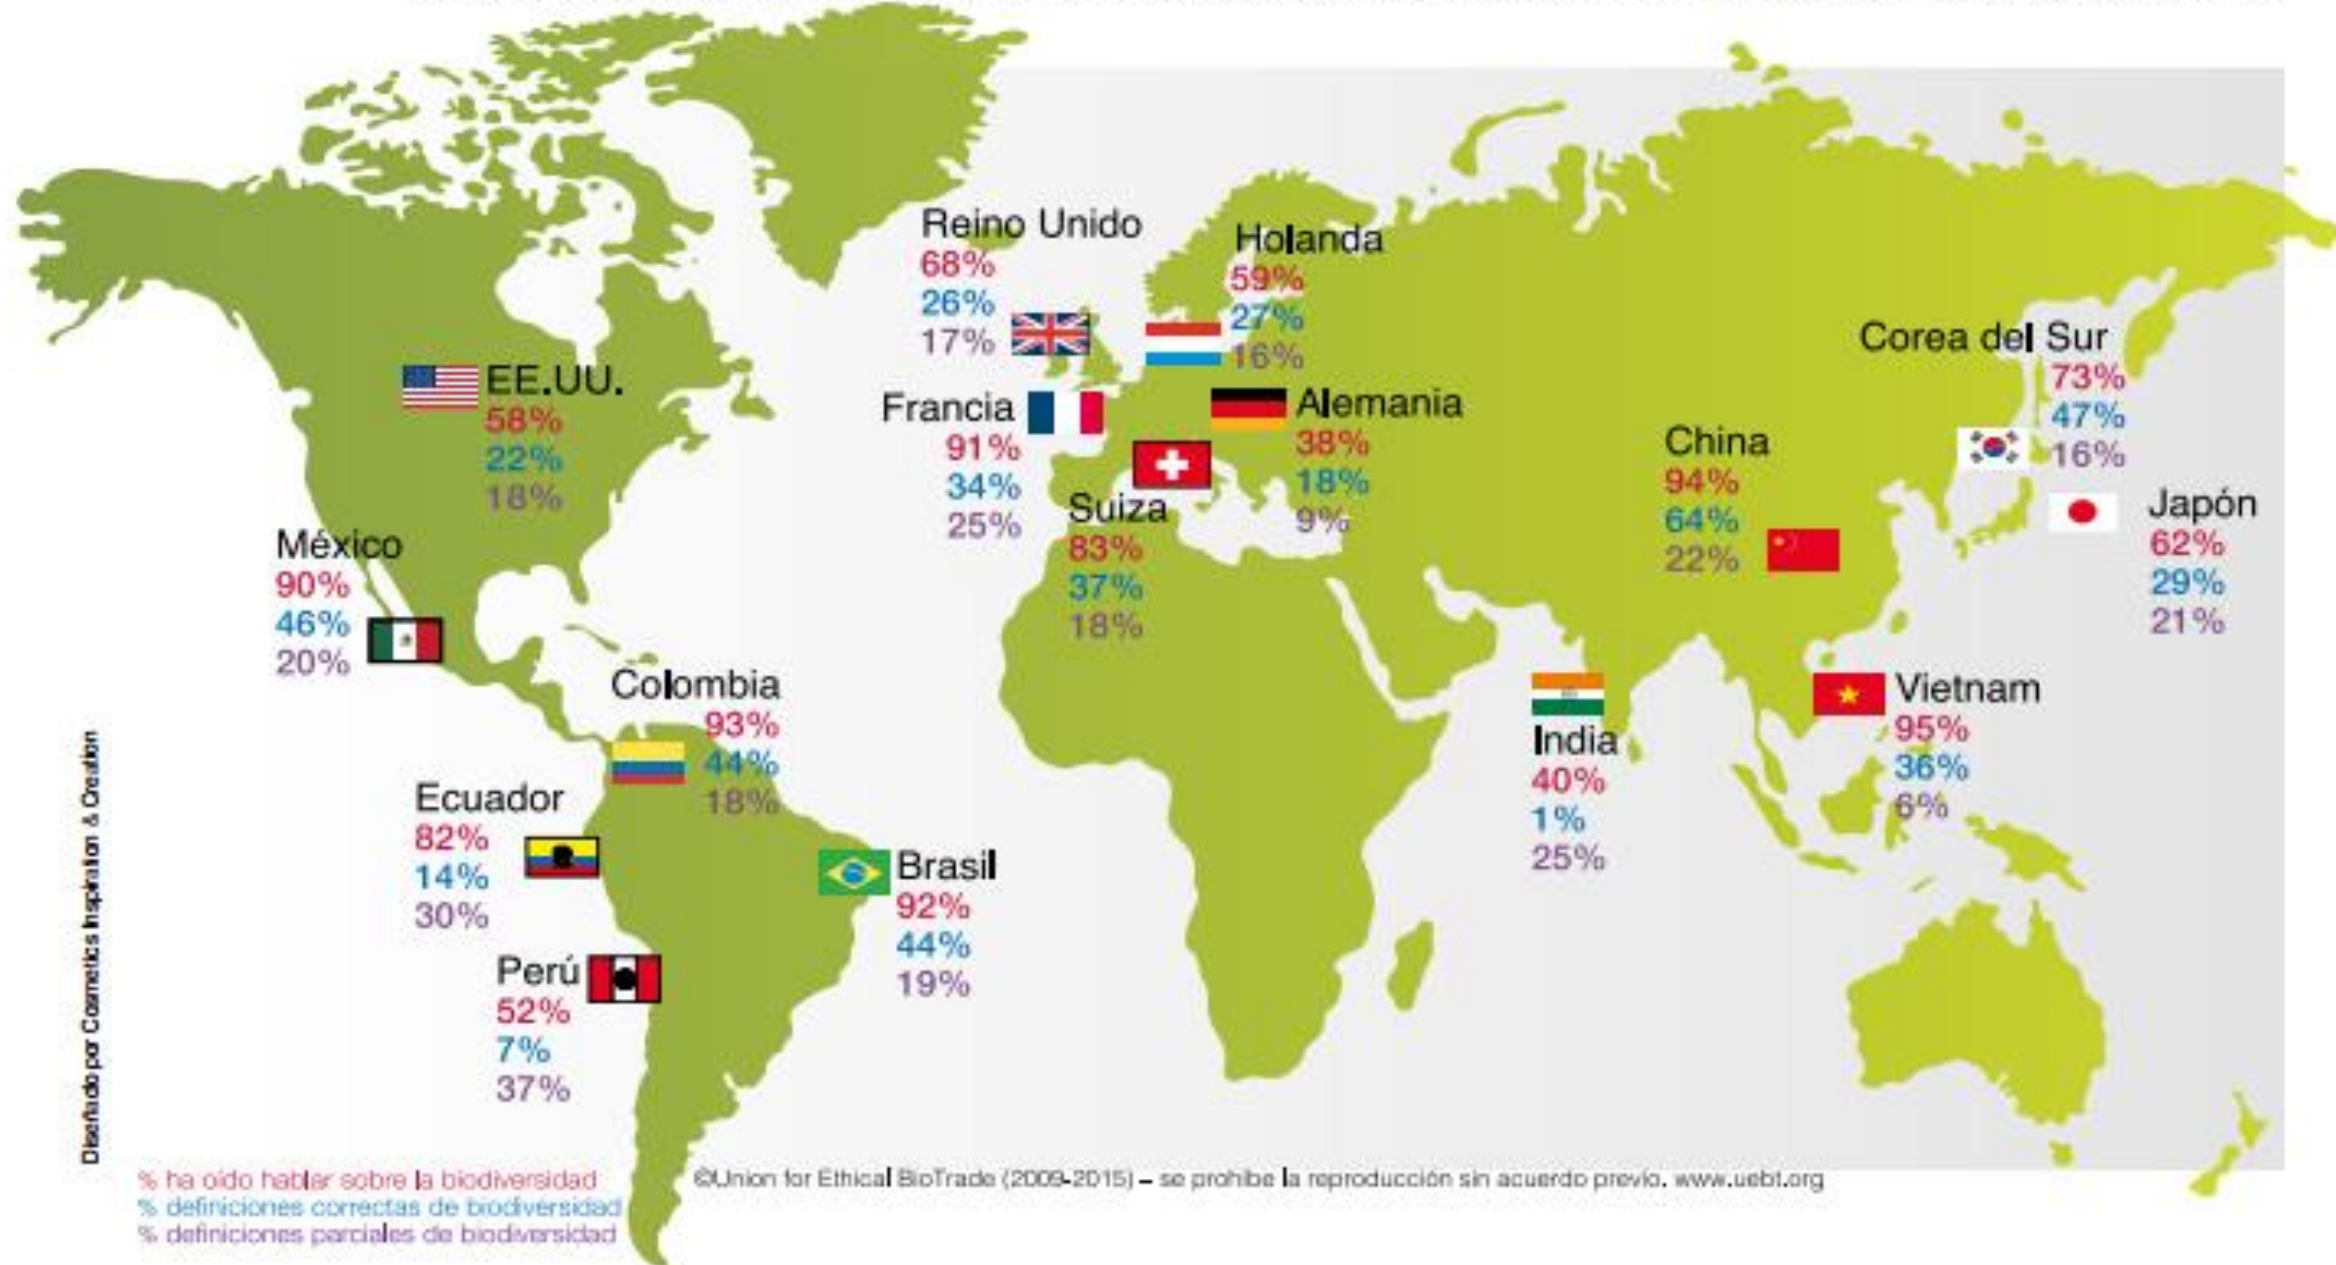 Reino Unido
68%
26%
17%
Holanda
59%
27%
16%
Corea del Sur
73%
47%
16%
EE.UU.
58%
22%
18%
Francia
91%
34%
25%
Alemania
38%
18%
9%
China
94%
64%
22%
Suiza
83%
37%
18%
Japón
62%
29%
21%
México
90%
46%
20%
Colombia
93%
44%
18%
Vietnam
95%
36%
6%
India
40%
1%
25%
Ecuador
82%
14%
30%
Brasil
92%
44%
19%
Perú
52%
7%
37%
Diseñado por Cosmetics Inspiration & Creation
% ha oído hablar sobre la biodiversidad
% definiciones correctas de biodiversidad
% definiciones parciales de biodiversidad
©Union for Ethical BioTrade (2009-2015) – se prohibe la reproducción sin acuerdo previo. www.uebt.org